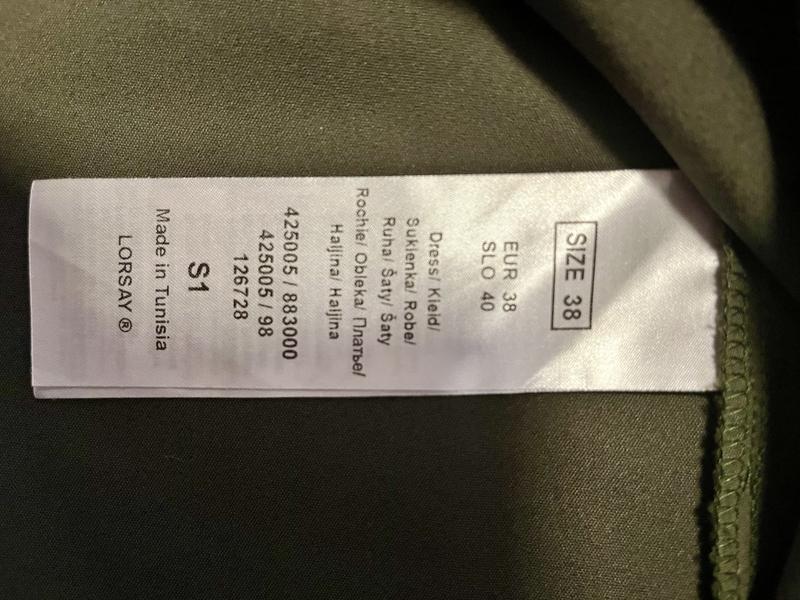 SIZE 38
EUR 38
SLO 40
Dress/ Kleid/
Sukienka/ Robe/
Ruha/ Šaty/ Šaty
Rochie/ Obleka/ Платье/
Haljina/ Haljina
425005 / 883000
425005 / 98
126728
S1
Made in Tunisia
LORSAY ®